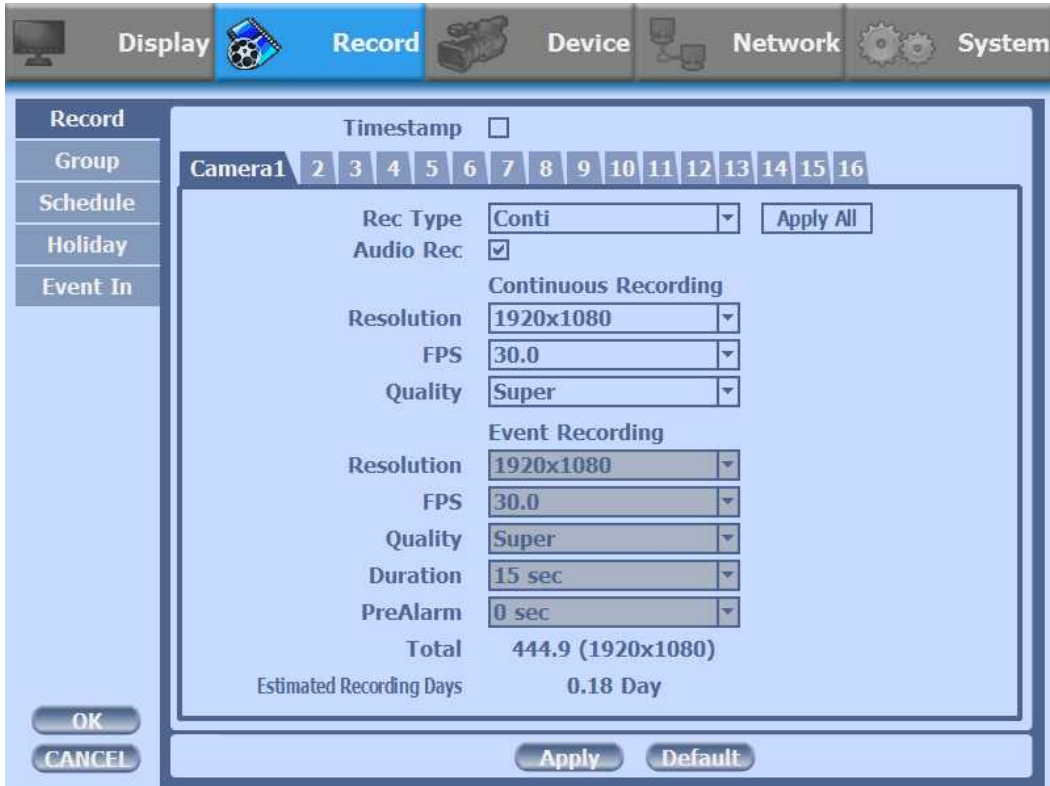 Display Record Device Network System
Record
Group
Schedule
Holiday
Event In
Timestamp
Camera1 2 3 4 5 6 7 8 9 10 11 12 13 14 15 16
Rec Type Conti Apply All
Audio Rec
Continuous Recording
Resolution 1920x1080
FPS 30.0
Quality Super
Event Recording
Resolution 1920x1080
FPS 30.0
Quality Super
Duration 15 sec
PreAlarm 0 sec
Total 444.9 (1920x1080)
Estimated Recording Days 0.18 Day
OK
CANCEL
Apply Default